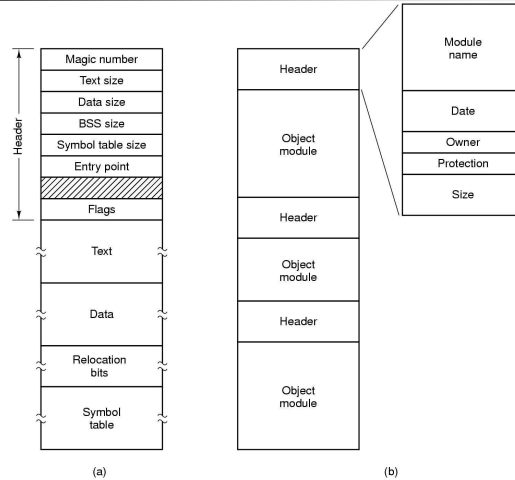 Header
Magic number
Text size
Data size
BSS size
Symbol table size
Entry point
Flags
Text
Data
Relocation
bits
Symbol
table
(a)
Header
Object
module
Header
Object
module
Header
Object
module
Module
name
Date
Owner
Protection
Size
(b)